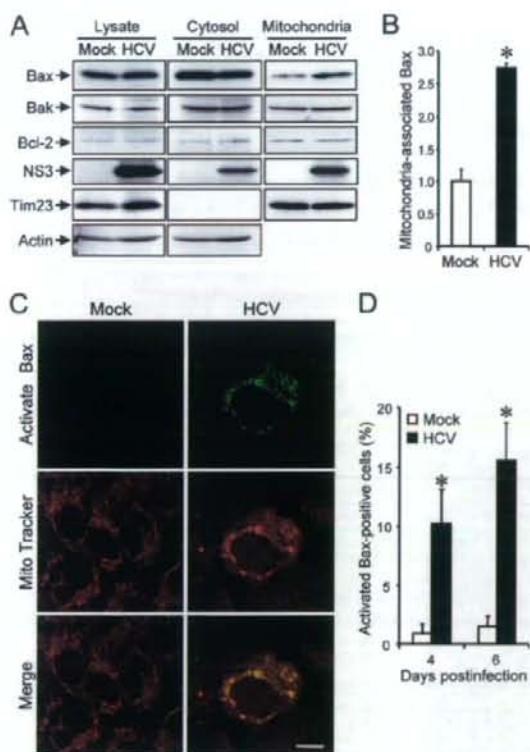 A
Lysate Cytosol Mitochondria
Mock HCV Mock HCV Mock HCV
Bax
Bak
Bcl-2
NS3
Tim23
Actin
B
Mitochondria-associated Bax
3.0
2.5
2.0
1.5
1.0
0.5
0
*
Mock HCV
C
Mock HCV
Activate Bax
Mito Tracker
Merge
D
Activated Bax-positive cells (%)
20
15
10
5
0
Mock
HCV
*
*
4 6
Days postinfection